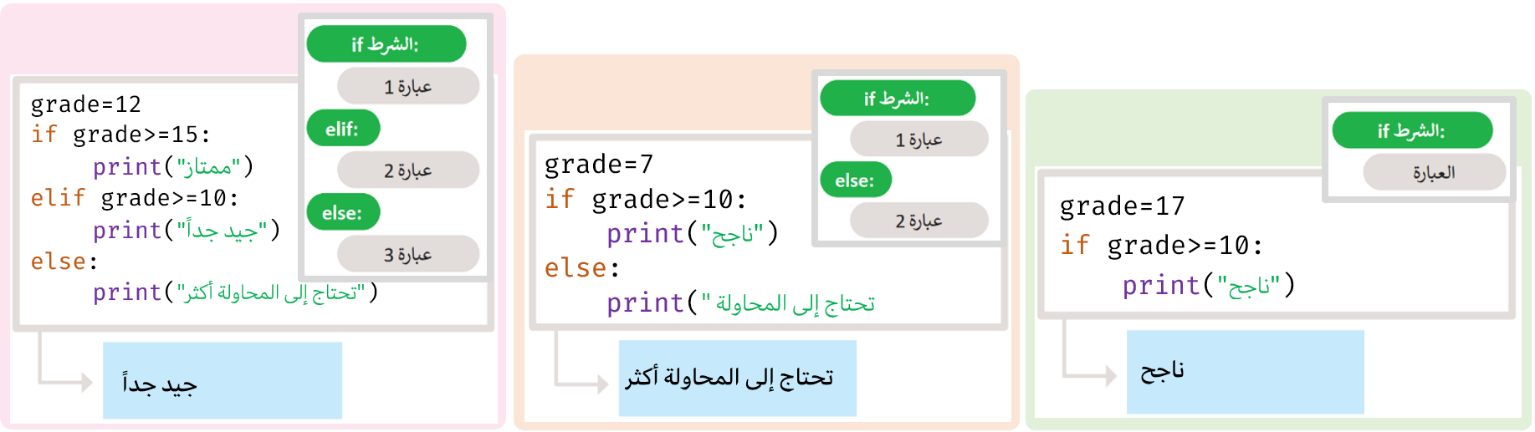 if الشرط:
العبارة
grade=17
if grade>=10:
print("ناجح")
ناجح
if الشرط:
عبارة 1
else:
عبارة 2
grade=7
if grade>=10:
print("ناجح")
else:
print("تحتاج إلى المحاولة
تحتاج إلى المحاولة أكثر
if الشرط:
عبارة 1
elif:
عبارة 2
else:
عبارة 3
grade=12
if grade>=15:
print("ممتاز")
elif grade>=10:
print("جيد جداً")
else:
print("تحتاج إلى المحاولة أكثر")
جيد جداً